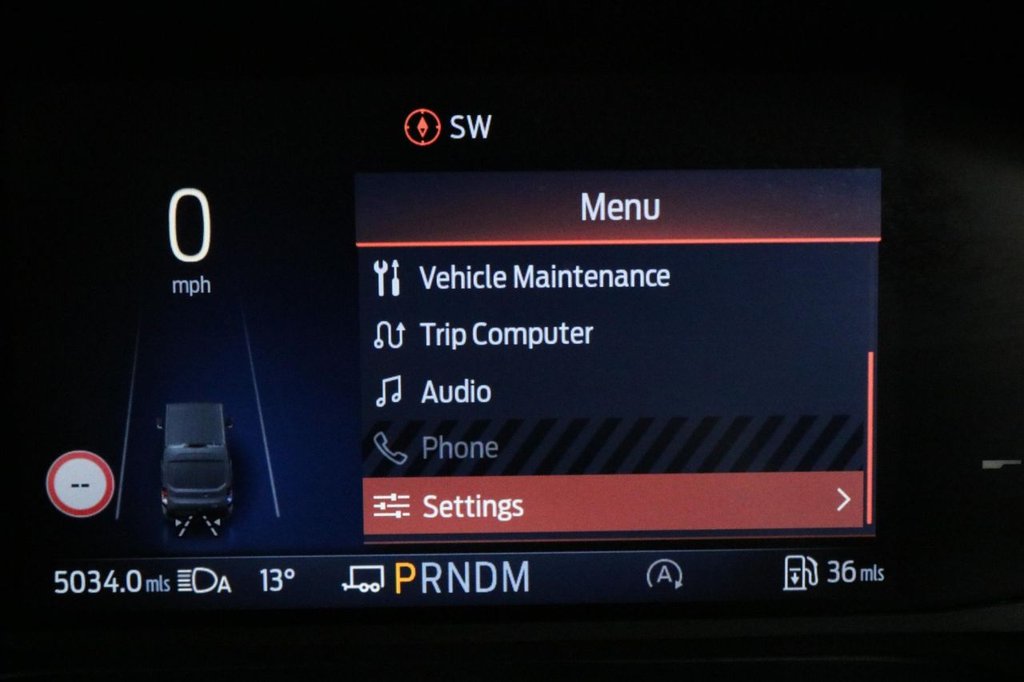 SW
0
mph
Menu
Vehicle Maintenance
Trip Computer
Audio
Phone
Settings
--
5034.0 mls A 13° PRNDM A 36 mls